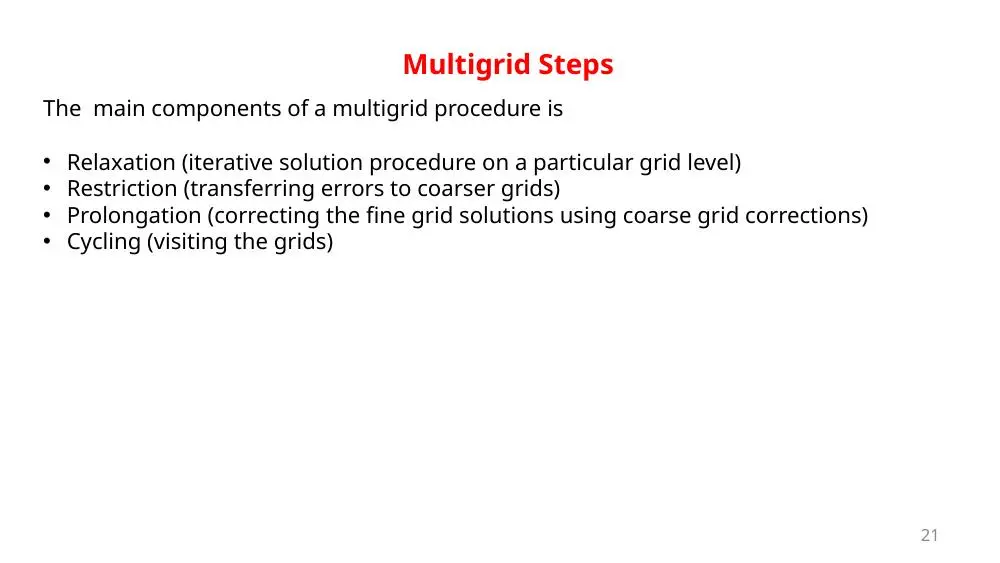 Multigrid Steps
The  main components of a multigrid procedure is
• Relaxation (iterative solution procedure on a particular grid level)
• Restriction (transferring errors to coarser grids)
• Prolongation (correcting the fine grid solutions using coarse grid corrections)
• Cycling (visiting the grids)
21